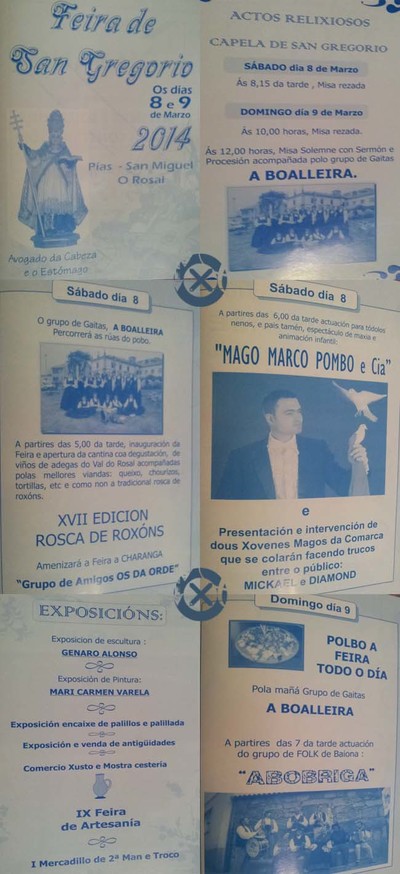 Feira de
San Gregorio
Os días
8 e 9
de Marzo
2014
Pías - San Miguel
O Rosal
Avogado da Cabeza
e o Estómago
ACTOS RELIXIOSOS
CAPELA DE SAN GREGORIO
SÁBADO dia 8 de Marzo
Ás 8,15 da tarde , Misa rezada
DOMINGO día 9 de Marzo
Ás 10,00 horas, Misa rezada.
Ás 12,00 horas, Misa Solemne con Sermón e
Procesión acompañada polo grupo de Gaitas
A BOALLEIRA.
Sábado día 8
O grupo de Gaitas, A BOALLEIRA
Percorrerá as rúas do pobo.
A partires das 5,00 da tarde, inauguración da
Feira e apertura da cantina coa degustación, de
viños de adegas do Val do Rosal acompañadas
polas mellores viandas: queixo, chourizos,
tortillas, etc e como non a tradicional rosca de
roxóns.
XVII EDICION
ROSCA DE ROXÓNS
Amenizará a Feira a CHARANGA
"Grupo de Amigos OS DA ORDE"
Sábado día 8
A partires das 6,00 da tarde actuación para tódolos
nenos, e pais tamén, espectáculo de maxia e
animación infantil:
"MAGO MARCO POMBO e Cia"
e
Presentación e intervención de
dous Xovenes Magos da Comarca
que se colarán facendo trucos
entre o público:
MICKAEL e DIAMOND
EXPOSICIÓNS:
Exposicion de escultura :
GENARO ALONSO
Exposición de Pintura:
MARI CARMEN VARELA
Exposición encaixe de palillos e palillada
Exposición e venda de antigüidades
Comercio Xusto e Mostra cestería
IX Feira
de Artesanía
I Mercadillo de 2ª Man e Troco
Domingo día 9
POLBO A
FEIRA
TODO O DÍA
Pola mañá Grupo de Gaitas
A BOALLEIRA
A partires das 7 da tarde actuación
do grupo de FOLK de Baiona :
"ABOBRIGA"